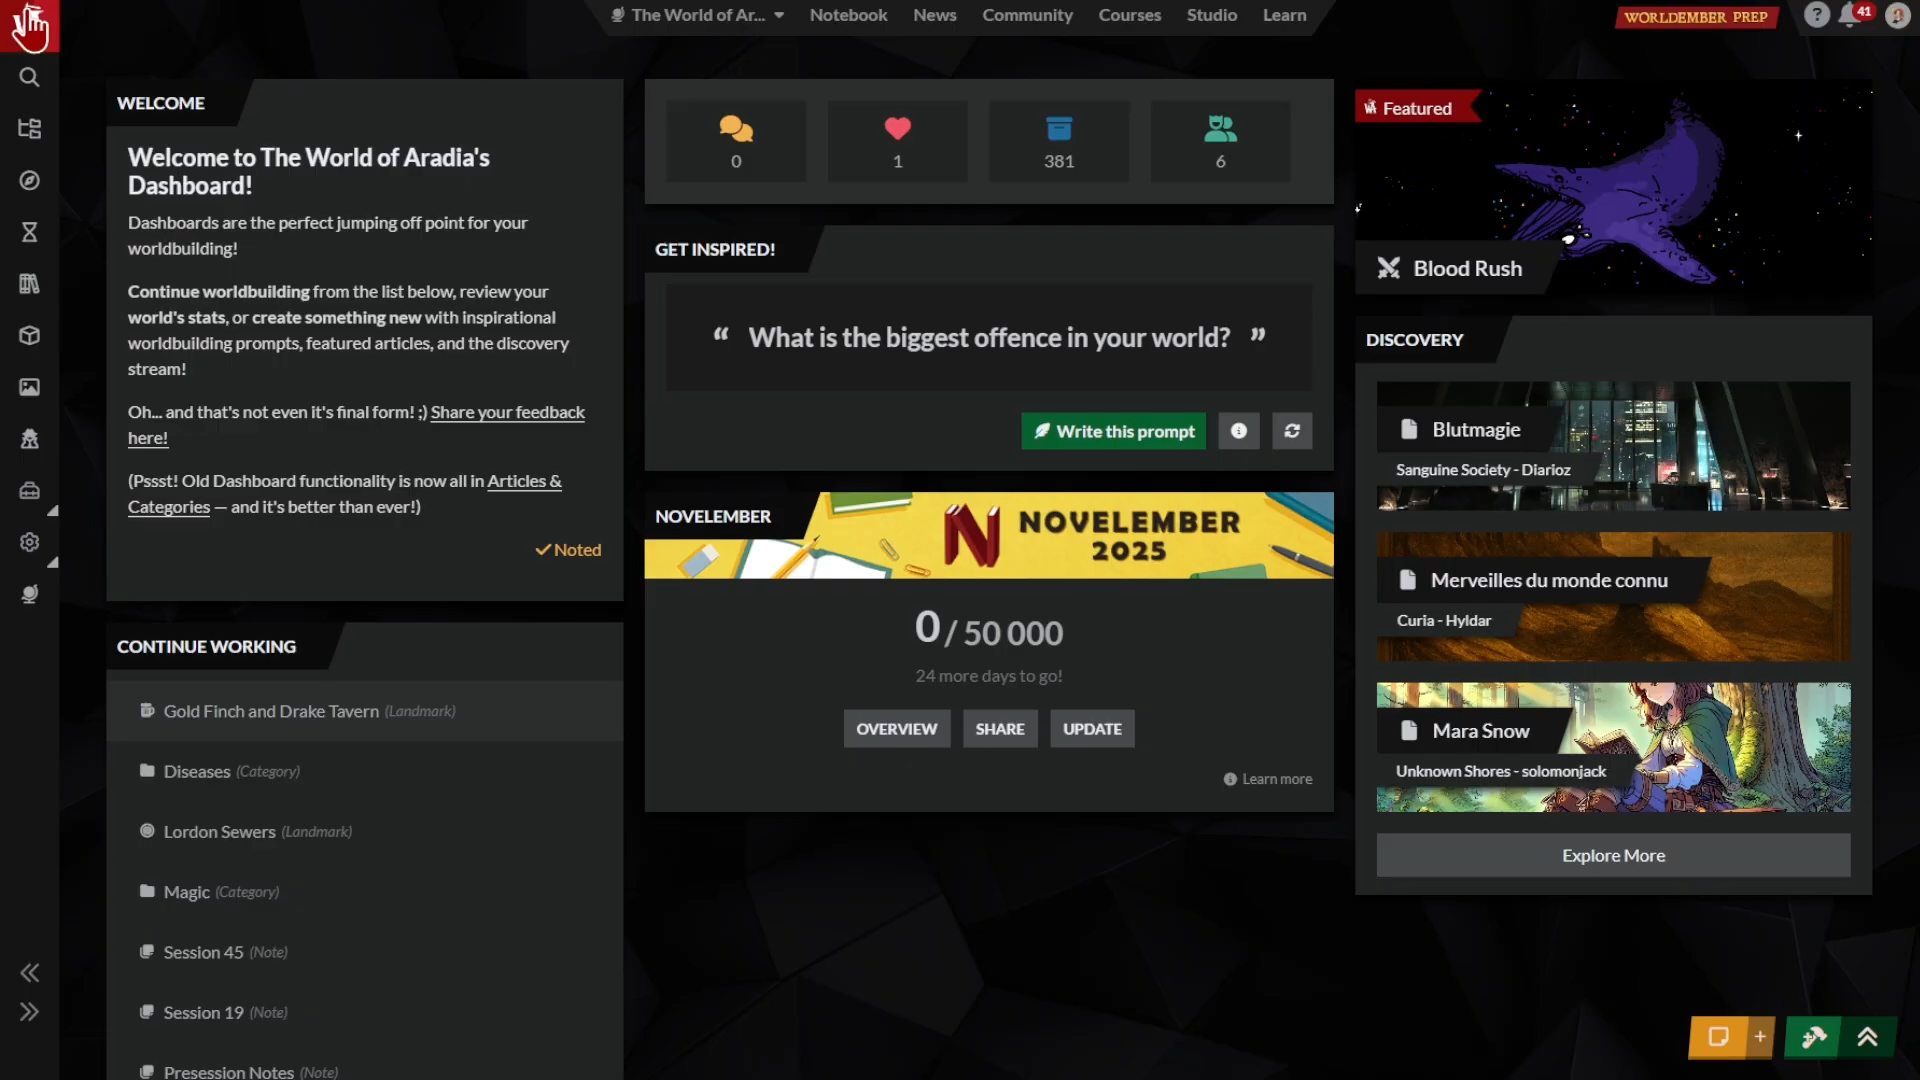 The World of Ar...
Notebook
News
Community
Courses
Studio
Learn
WORLDEMBER PREP
?
41
WELCOME
Welcome to The World of Aradia's
Dashboard!
Dashboards are the perfect jumping off point for your
worldbuilding!
Continue worldbuilding from the list below, review your
world's stats, or create something new with inspirational
worldbuilding prompts, featured articles, and the discovery
stream!
Oh... and that's not even it's final form! ;) Share your feedback
here!
(Pssst! Old Dashboard functionality is now all in Articles &
Categories — and it's better than ever!)
Noted
CONTINUE WORKING
Gold Finch and Drake Tavern (Landmark)
Diseases (Category)
Lordon Sewers (Landmark)
Magic (Category)
Session 45 (Note)
Session 19 (Note)
Presession Notes (Note)
0
1
381
6
GET INSPIRED!
“ What is the biggest offence in your world? ”
Write this prompt
NOVELEMBER
N NOVELEMBER
2025
0 / 50 000
24 more days to go!
OVERVIEW
SHARE
UPDATE
Learn more
Featured
Blood Rush
DISCOVERY
Blutmagie
Sanguine Society - Diarioz
Merveilles du monde connu
Curia - Hyldar
Mara Snow
Unknown Shores - solomonjack
Explore More
+